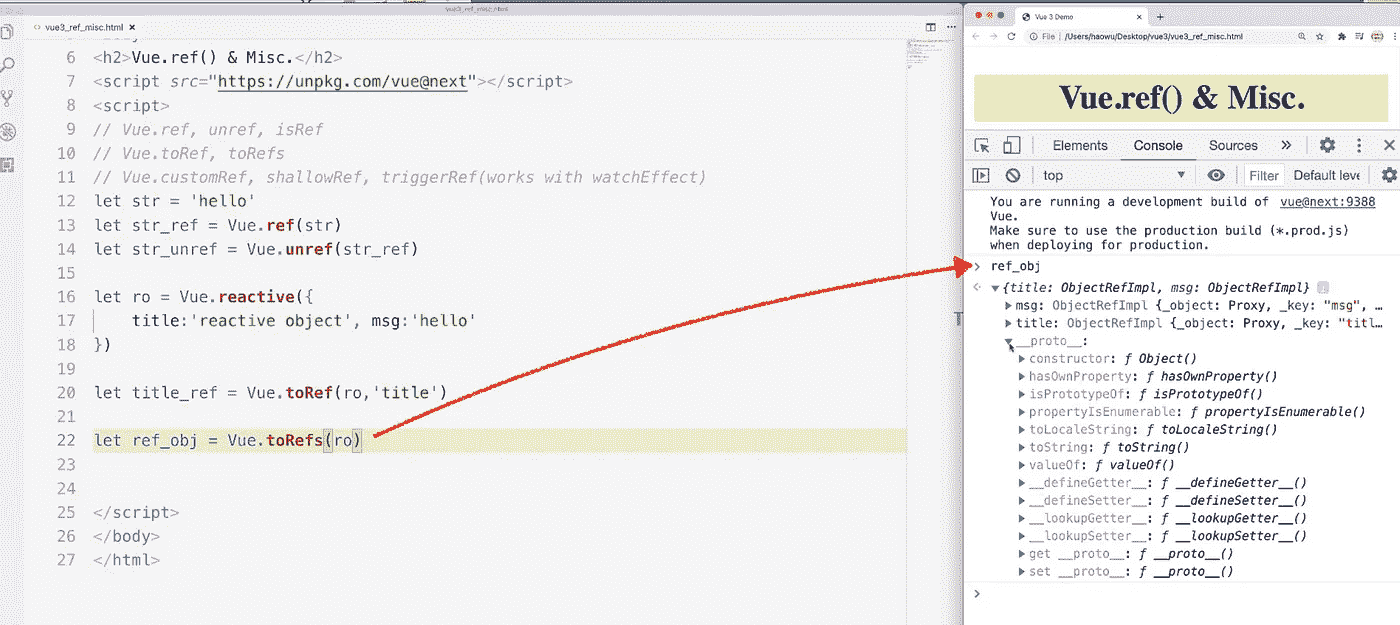 vue3_ref_misc.html
vue3_ref_misc.html
6 <h2>Vue.ref() & Misc.</h2>
7 <script src="https://unpkg.com/vue@next"></script>
8 <script>
9 // Vue.ref, unref, isRef
10 // Vue.toRef, toRefs
11 // Vue.customRef, shallowRef, triggerRef(works with watchEffect)
12 let str = 'hello'
13 let str_ref = Vue.ref(str)
14 let str_unref = Vue.unref(str_ref)
15
16 let ro = Vue.reactive({
17 title:'reactive object', msg:'hello'
18 })
19
20 let title_ref = Vue.toRef(ro,'title')
21
22 let ref_obj = Vue.toRefs(ro)
23
24
25 </script>
26 </body>
27 </html>
Vue 3 Demo
File | /Users/haowu/Desktop/vue3/vue3_ref_misc.html
Vue.ref() & Misc.
Elements Console Sources »
top Filter Default leve
You are running a development build of vue@next:9388
Vue.
Make sure to use the production build (*.prod.js)
when deploying for production.
> ref_obj
{title: ObjectRefImpl, msg: ObjectRefImpl}
msg: ObjectRefImpl {_object: Proxy, _key: "msg", …
title: ObjectRefImpl {_object: Proxy, _key: "titl…
__proto__:
constructor: ƒ Object()
hasOwnProperty: ƒ hasOwnProperty()
isPrototypeOf: ƒ isPrototypeOf()
propertyIsEnumerable: ƒ propertyIsEnumerable()
toLocaleString: ƒ toLocaleString()
toString: ƒ toString()
valueOf: ƒ valueOf()
__defineGetter__: ƒ __defineGetter__()
__defineSetter__: ƒ __defineSetter__()
__lookupGetter__: ƒ __lookupGetter__()
__lookupSetter__: ƒ __lookupSetter__()
get __proto__: ƒ __proto__()
set __proto__: ƒ __proto__()
>